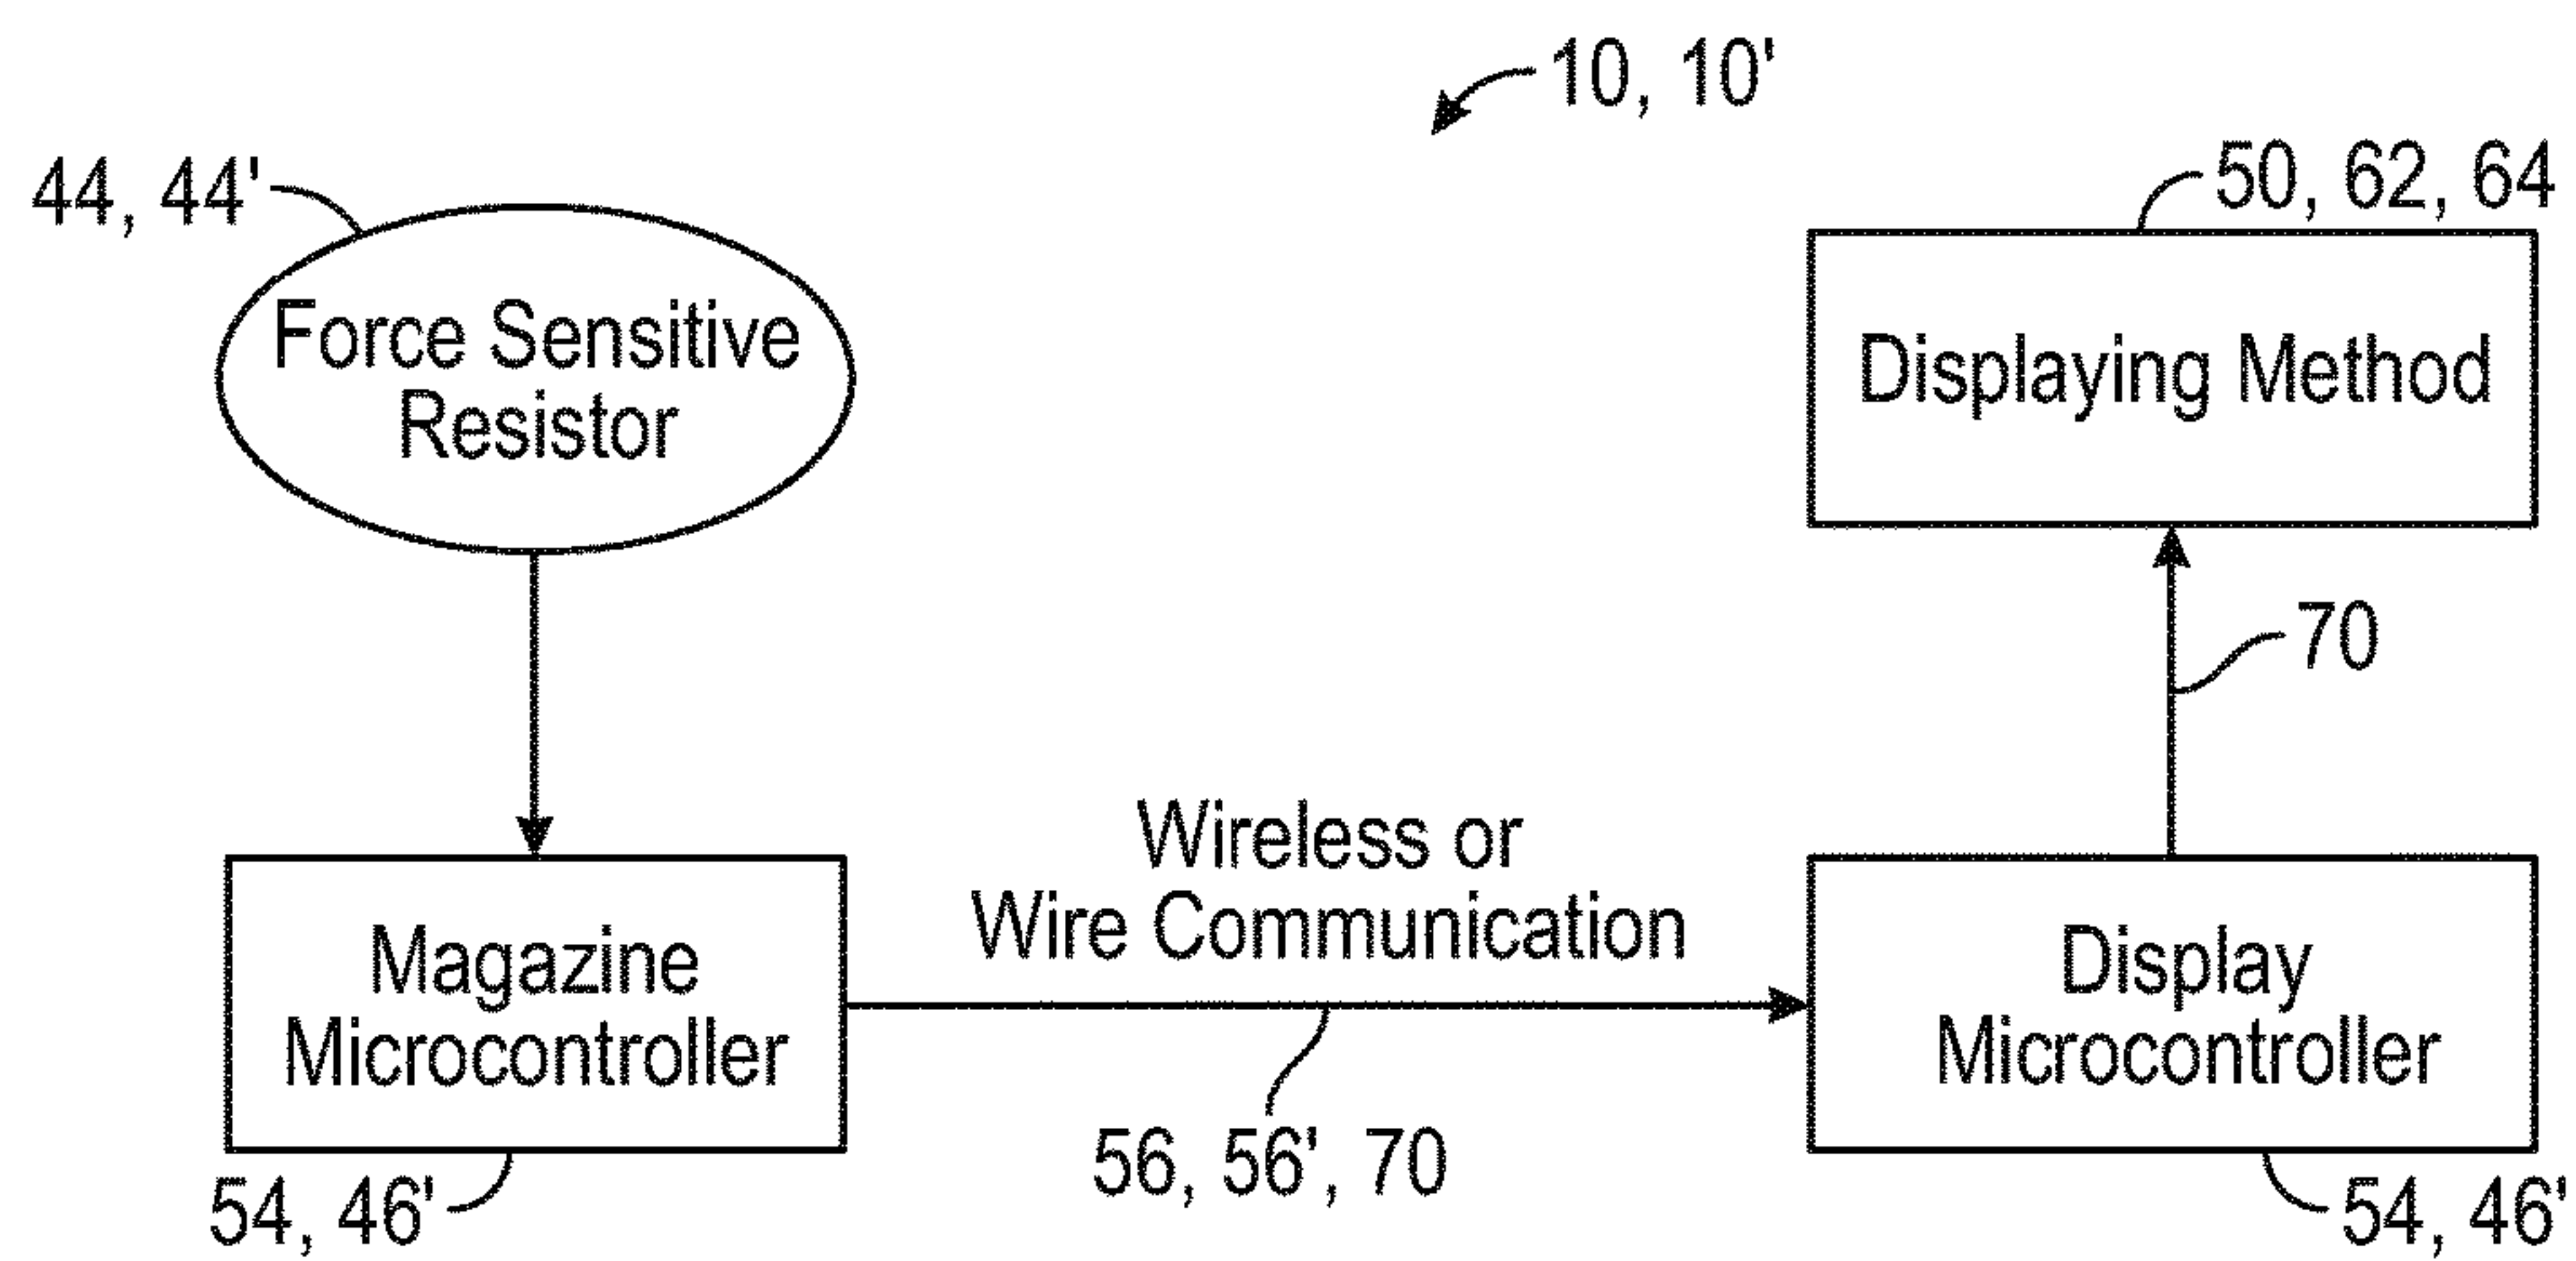 10, 10'
44, 44'
50, 62, 64
Force Sensitive
Resistor
Displaying Method
70
Wireless or
Wire Communication
Magazine
Microcontroller
Display
Microcontroller
56, 56', 70
54, 46'
54, 46'